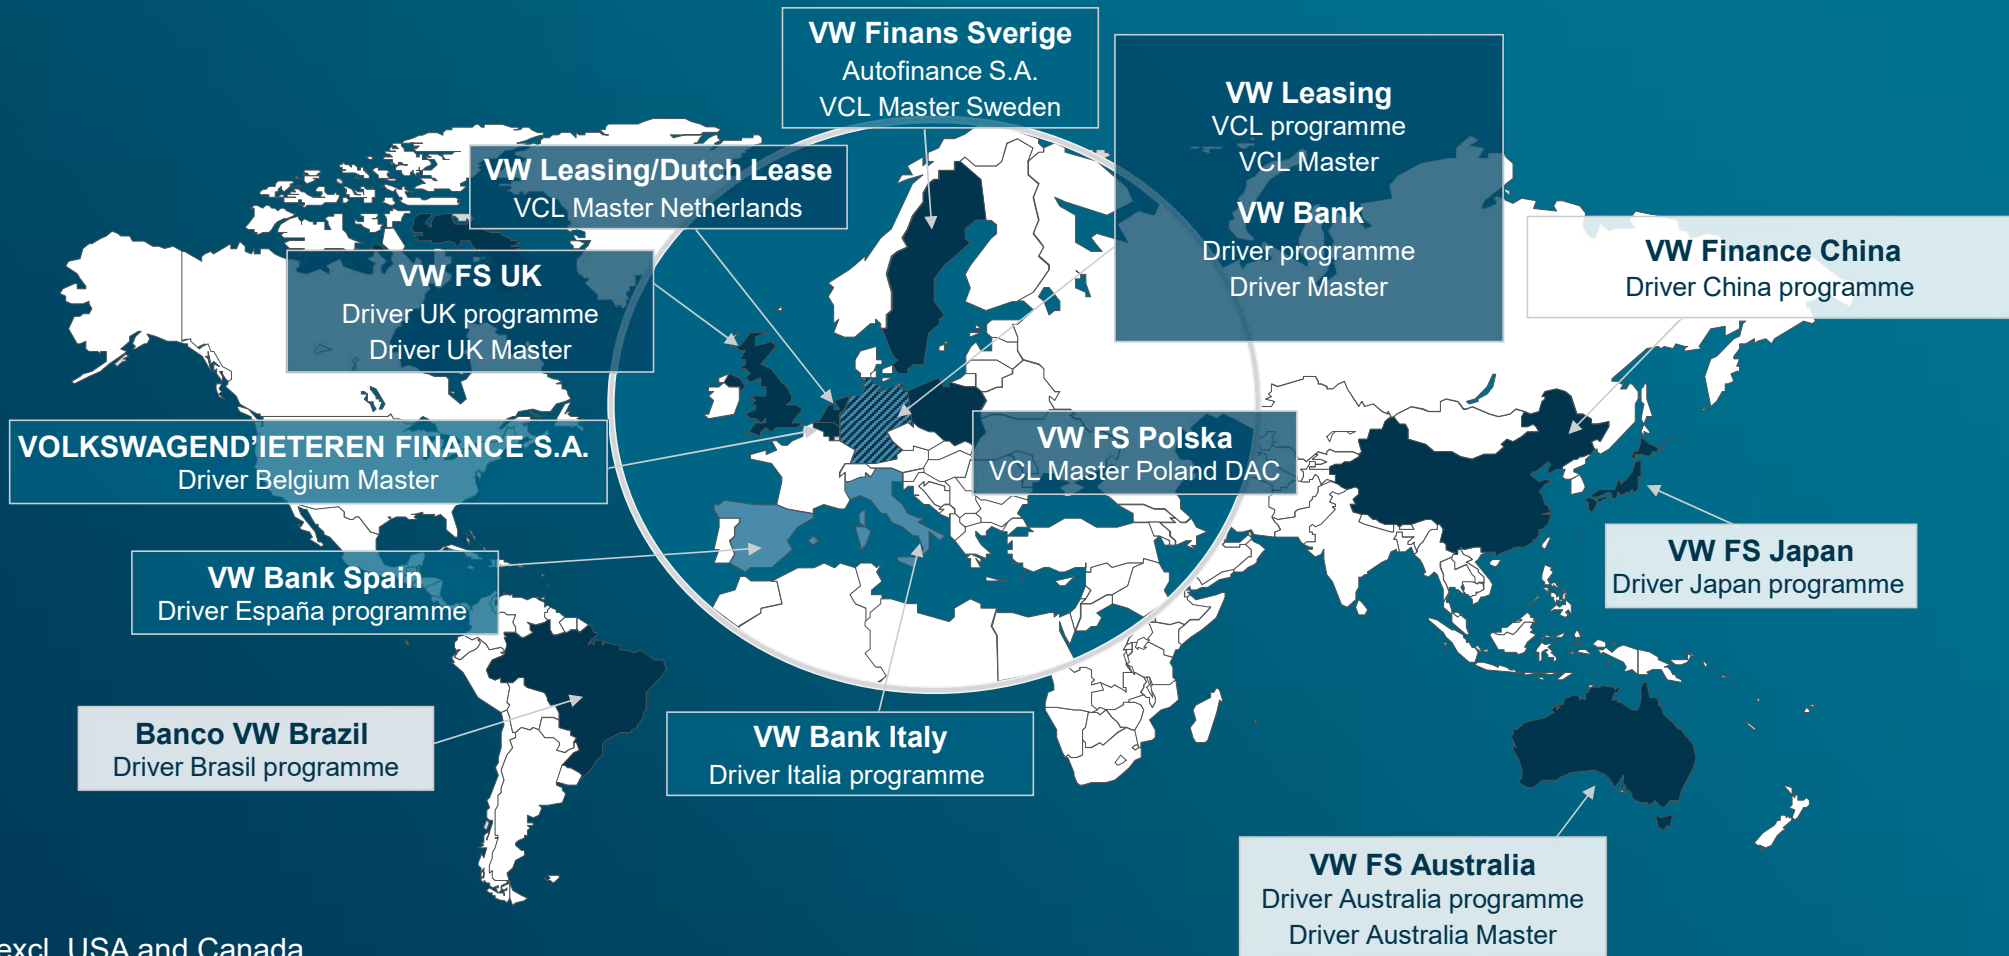 VW Finans Sverige
Autofinance S.A.
VCL Master Sweden
VW Leasing
VCL programme
VCL Master
VW Bank
Driver programme
Driver Master
VW Leasing/Dutch Lease
VCL Master Netherlands
VW Finance China
Driver China programme
VW FS UK
Driver UK programme
Driver UK Master
VOLKSWAGEND'IETEREN FINANCE S.A.
Driver Belgium Master
VW FS Polska
VCL Master Poland DAC
VW Bank Spain
Driver España programme
VW FS Japan
Driver Japan programme
Banco VW Brazil
Driver Brasil programme
VW Bank Italy
Driver Italia programme
VW FS Australia
Driver Australia programme
Driver Australia Master
excl. USA and Canada